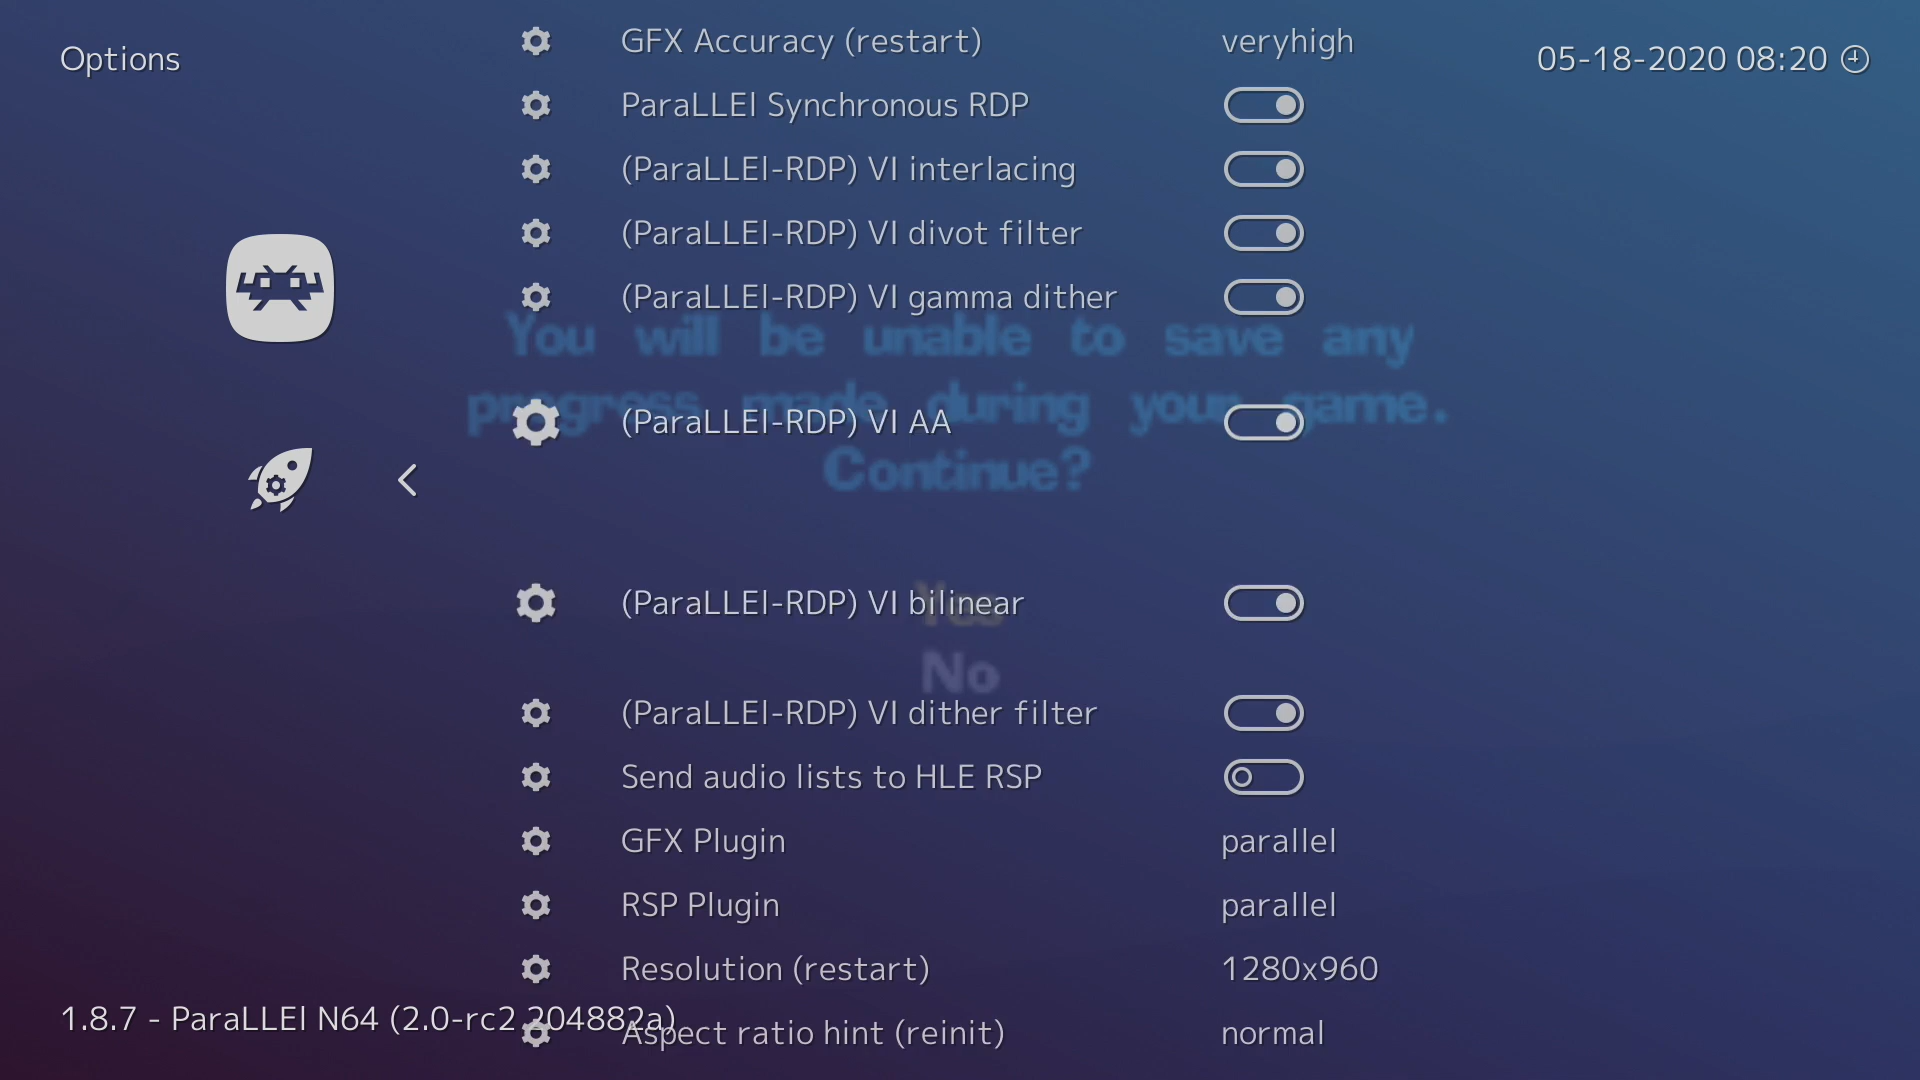 GFX Accuracy (restart) veryhigh
Options
05-18-2020 08:20
ParaLLEl Synchronous RDP
(ParaLLEl-RDP) VI interlacing
(ParaLLEl-RDP) VI divot filter
(ParaLLEl-RDP) VI gamma dither
You will be unable to save any
progress made during your game.
(ParaLLEl-RDP) VI AA
Continue?
(ParaLLEl-RDP) VI bilinear
Yes
No
(ParaLLEl-RDP) VI dither filter
Send audio lists to HLE RSP
GFX Plugin parallel
RSP Plugin parallel
Resolution (restart) 1280x960
1.8.7 - ParaLLEl N64 (2.0-rc2 204882a)
Aspect ratio hint (reinit) normal